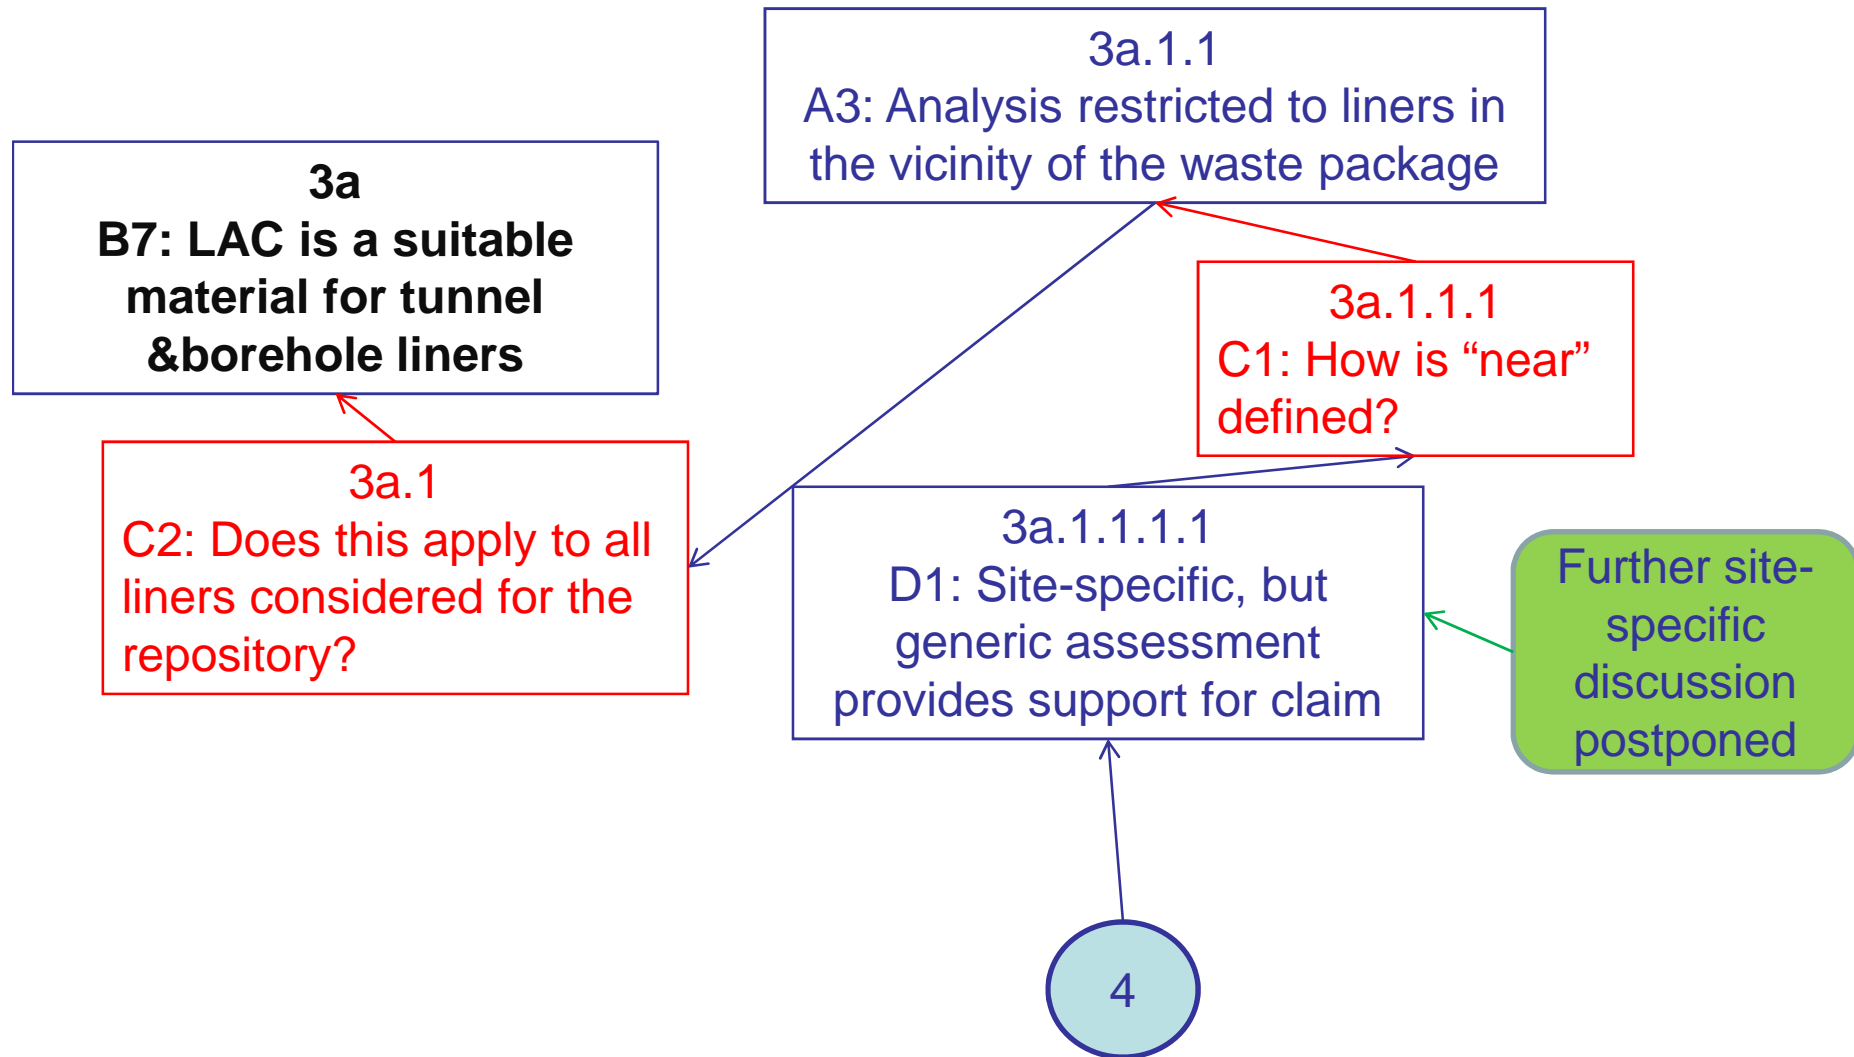 3a.1.1
A3: Analysis restricted to liners in
the vicinity of the waste package
3a
B7: LAC is a suitable
material for tunnel
&borehole liners
3a.1.1.1
C1: How is “near”
defined?
3a.1
C2: Does this apply to all
liners considered for the
repository?
3a.1.1.1.1
D1: Site-specific, but
generic assessment
provides support for claim
Further site-
specific
discussion
postponed
4